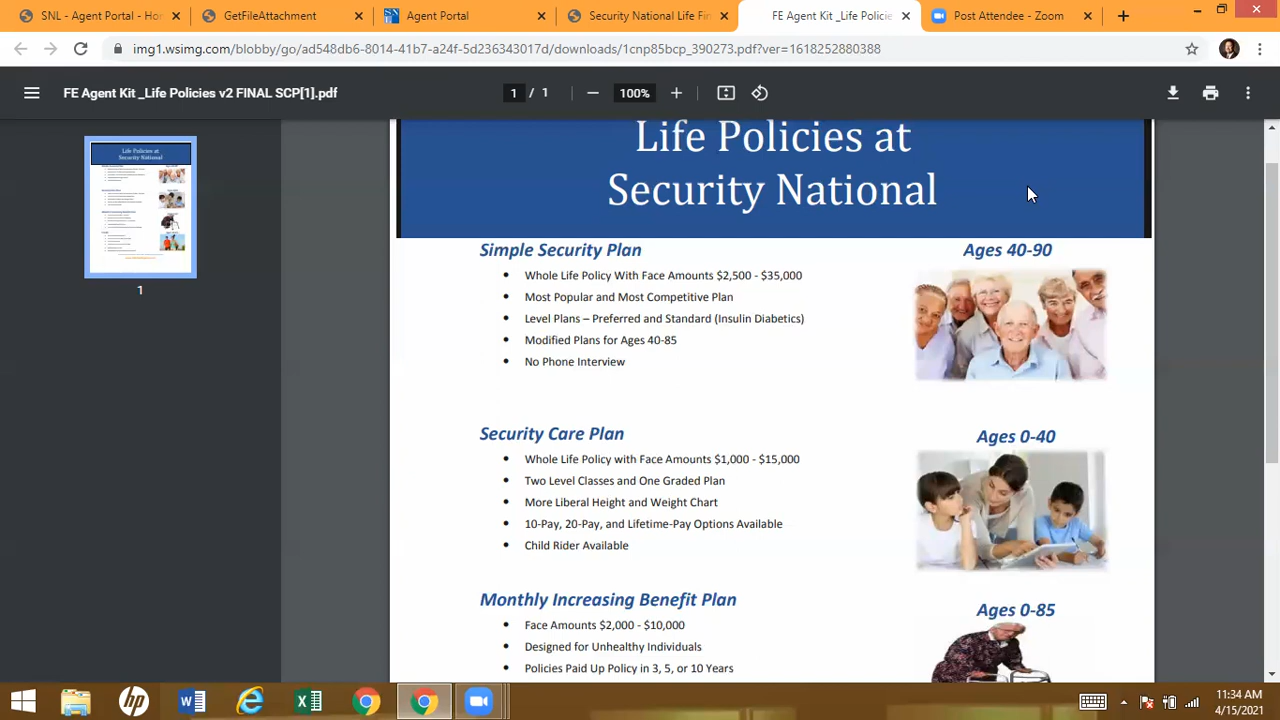 SNL - Agent Portal - Hor
GetFileAttachment
Agent Portal
Security National Life Fin
FE Agent Kit _Life Policie
Post Attendee - Zoom
img1.wsimg.com/blobby/go/ad548db6-8014-41b7-a24f-5d236343017d/downloads/1cnp85bcp_390273.pdf?ver=1618252880388
FE Agent Kit _Life Policies v2 FINAL SCP[1].pdf
1 / 1
100%
Life Policies at
Security National
Simple Security Plan
Ages 40-90
• Whole Life Policy With Face Amounts $2,500 - $35,000
• Most Popular and Most Competitive Plan
• Level Plans – Preferred and Standard (Insulin Diabetics)
• Modified Plans for Ages 40-85
• No Phone Interview
Security Care Plan
Ages 0-40
• Whole Life Policy with Face Amounts $1,000 - $15,000
• Two Level Classes and One Graded Plan
• More Liberal Height and Weight Chart
• 10-Pay, 20-Pay, and Lifetime-Pay Options Available
• Child Rider Available
Monthly Increasing Benefit Plan
Ages 0-85
• Face Amounts $2,000 - $10,000
• Designed for Unhealthy Individuals
• Policies Paid Up Policy in 3, 5, or 10 Years
Life Policies at
Security National
1
11:34 AM
4/15/2021